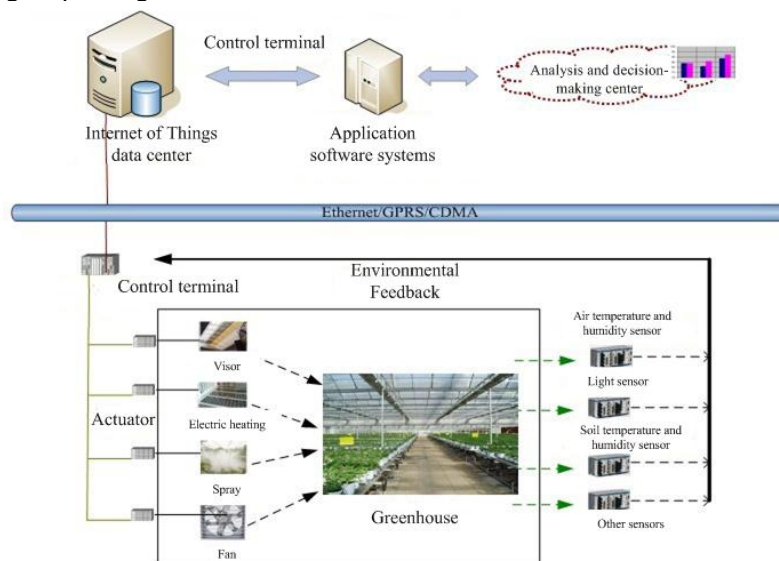 Control terminal
Analysis and decision-
making center
Internet of Things
data center
Application
software systems
Ethernet/GPRS/CDMA
Environmental
Feedback
Control terminal
Air temperature and
humidity sensor
Visor
Light sensor
Actuator
Electric heating
Soil temperature and
humidity sensor
Spray
Greenhouse
Other sensors
Fan